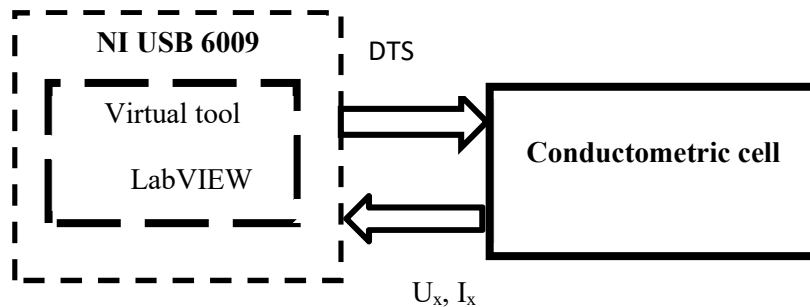 NI USB 6009
DTS
Virtual tool
LabVIEW
Conductometric cell
Uₓ, Iₓ